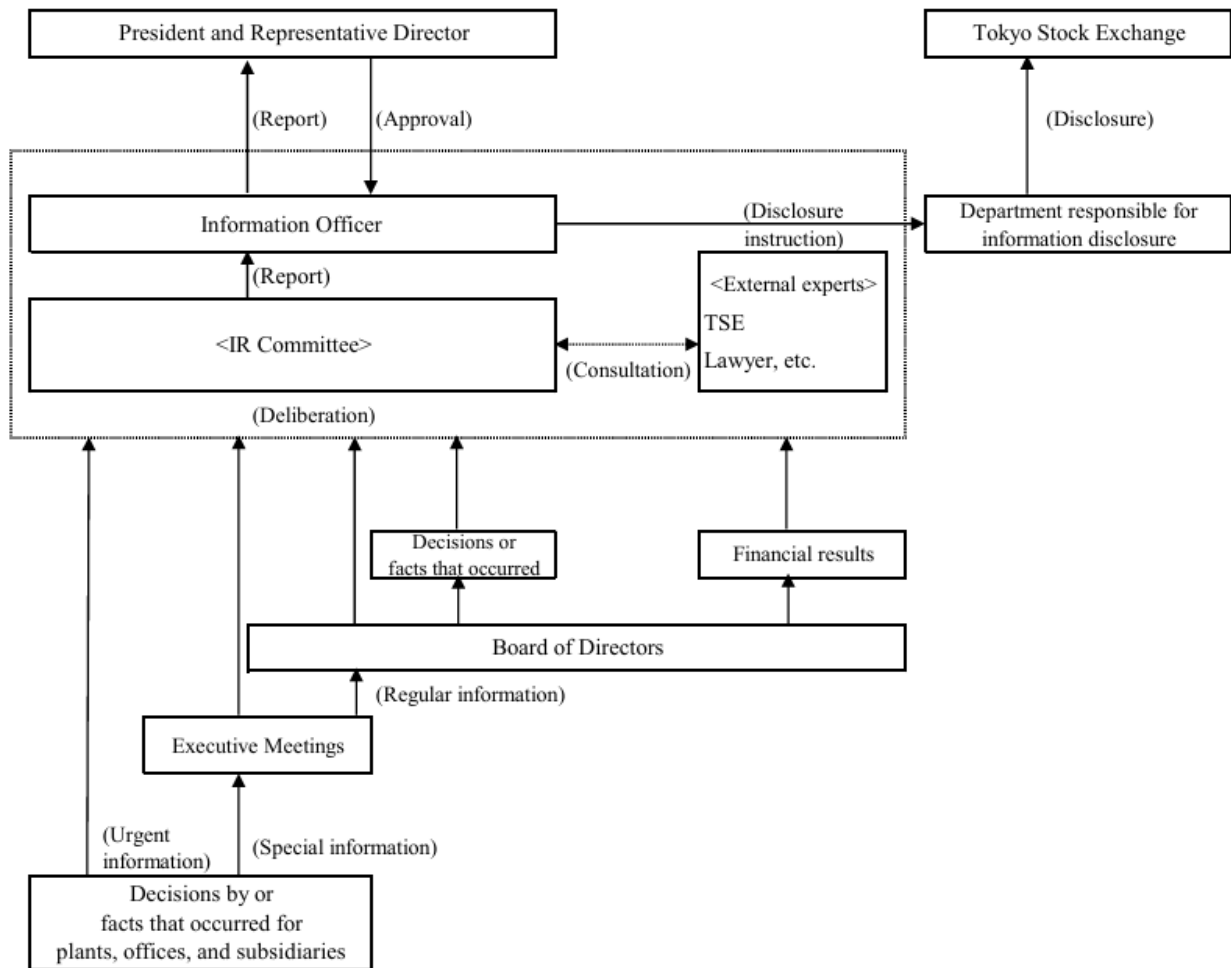 President and Representative Director
Tokyo Stock Exchange
(Report)
(Approval)
(Disclosure)
Information Officer
(Disclosure
instruction)
Department responsible for
information disclosure
(Report)
<External experts>
TSE
Lawyer, etc.
<IR Committee>
(Consultation)
(Deliberation)
Decisions or
facts that occurred
Financial results
Board of Directors
(Regular information)
Executive Meetings
(Urgent
information)
(Special information)
Decisions by or
facts that occurred for
plants, offices, and subsidiaries